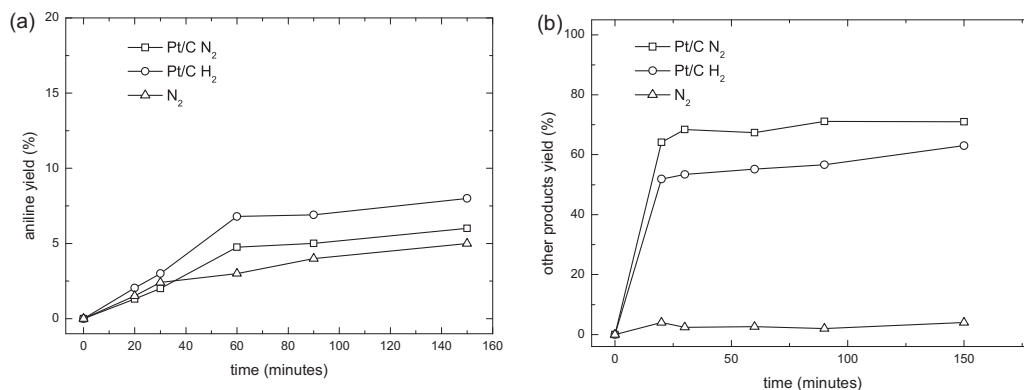 (a)
20
15
10
5
0
aniline yield (%)
Pt/C N₂
Pt/C H₂
N₂
0 20 40 60 80 100 120 140 160
time (minutes)
(b)
100
80
60
40
20
0
other products yield (%)
Pt/C N₂
Pt/C H₂
N₂
0 50 100 150
time (minutes)